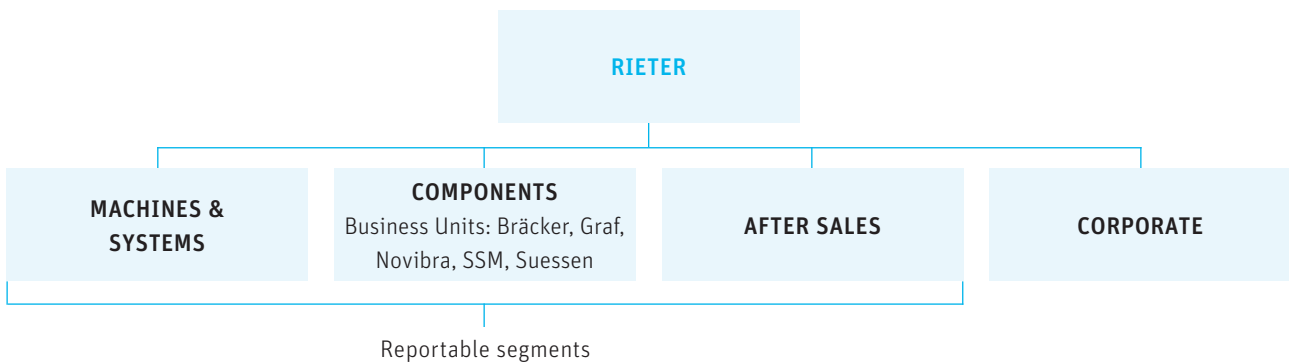 RIETER
MACHINES &
SYSTEMS
COMPONENTS
Business Units: Bräcker, Graf,
Novibra, SSM, Suessen
AFTER SALES
CORPORATE
Reportable segments